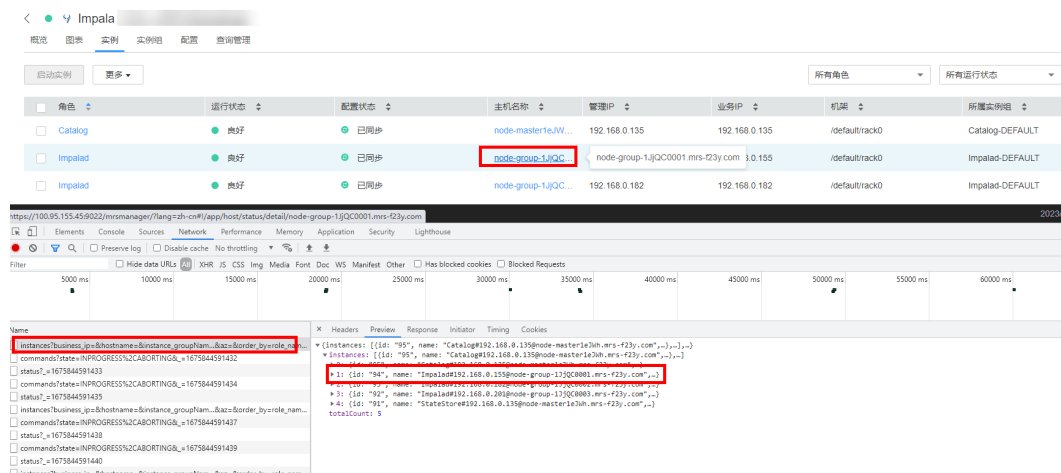 Impala
概览 图表 实例 实例组 配置 查询管理
启动实例 更多 所有角色 所有运行状态
角色 运行状态 配置状态 主机名称 管理IP 业务IP 机架 所属实例组
Catalog 良好 已同步 node-master1eJW... 192.168.0.135 192.168.0.135 /default/rack0 Catalog-DEFAULT
Impalad 良好 已同步 node-group-1JjQC... node-group-1JjQC0001.mrs-f23y.com 3.0.155 /default/rack0 Impalad-DEFAULT
Impalad 良好 已同步 node-group-1JjQC... 192.168.0.182 192.168.0.182 /default/rack0 Impalad-DEFAULT
https://100.95.155.45:9022/mrsmanager/?lang=zh-cn#!/app/host/status/detail/node-group-1JjQC0001.mrs-f23y.com 2023/
Elements Console Sources Network Performance Memory Application Security Lighthouse
Preserve log Disable cache No throttling
Filter Hide data URLs All XHR JS CSS Img Media Font Doc WS Manifest Other Has blocked cookies Blocked Requests
5000 ms 10000 ms 15000 ms 20000 ms 25000 ms 30000 ms 35000 ms 40000 ms 45000 ms 50000 ms 55000 ms 60000 ms
Name × Headers Preview Response Initiator Timing Cookies
instances?business_ip=&hostname=&instance_groupNam...&az=&order_by=role_nam...
commands?state=INPROGRESS%2CABORTING&_=1675844591432
status?_=1675844591433
commands?state=INPROGRESS%2CABORTING&_=1675844591434
status?_=1675844591435
instances?business_ip=&hostname=&instance_groupNam...&az=&order_by=role_nam...
commands?state=INPROGRESS%2CABORTING&_=1675844591437
status?_=1675844591438
commands?state=INPROGRESS%2CABORTING&_=1675844591439
status?_=1675844591440
{instances: [{id: "95", name: "Catalog#192.168.0.135@node-master1eJWh.mrs-f23y.com",…},…],…}
instances: [{id: "95", name: "Catalog#192.168.0.135@node-master1eJWh.mrs-f23y.com",…},…]
1: {id: "94", name: "Impalad#192.168.0.155@node-group-1JjQC0001.mrs-f23y.com",…}
3: {id: "92", name: "Impalad#192.168.0.201@node-group-1JjQC0003.mrs-f23y.com",…}
4: {id: "91", name: "StateStore#192.168.0.135@node-master1eJWh.mrs-f23y.com",…}
totalCount: 5